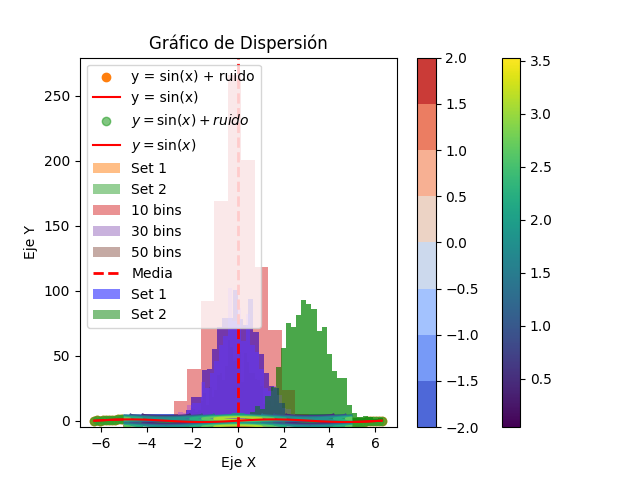 Gráfico de Dispersión
y = sin(x) + ruido
y = sin(x)
y = sin(x) + ruido
y = sin(x)
Set 1
Set 2
10 bins
30 bins
50 bins
Media
Set 1
Set 2
Eje Y
250
200
150
100
50
0
−6 −4 −2 0 2 4 6
Eje X
2.0
1.5
1.0
0.5
0.0
−0.5
−1.0
−1.5
−2.0
3.5
3.0
2.5
2.0
1.5
1.0
0.5